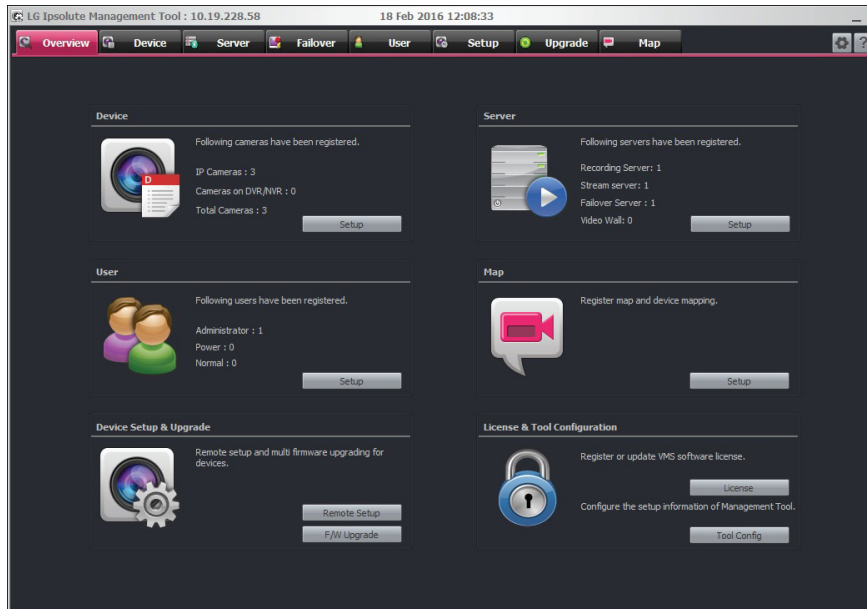 LG Ipsolute Management Tool : 10.19.228.58
18 Feb 2016 12:08:33
Overview
Device
Server
Failover
User
Setup
Upgrade
Map
?
Device
Following cameras have been registered.
IP Cameras : 3
Cameras on DVR/NVR : 0
Total Cameras : 3
Setup
D
Server
Following servers have been registered.
Recording Server: 1
Stream server: 1
Failover Server : 1
Video Wall: 0
Setup
User
Following users have been registered.
Administrator : 1
Power : 0
Normal : 0
Setup
Map
Register map and device mapping.
Setup
Device Setup & Upgrade
Remote setup and multi firmware upgrading for
devices.
Remote Setup
F/W Upgrade
License & Tool Configuration
Register or update VMS software license.
License
Configure the setup information of Management Tool.
Tool Config